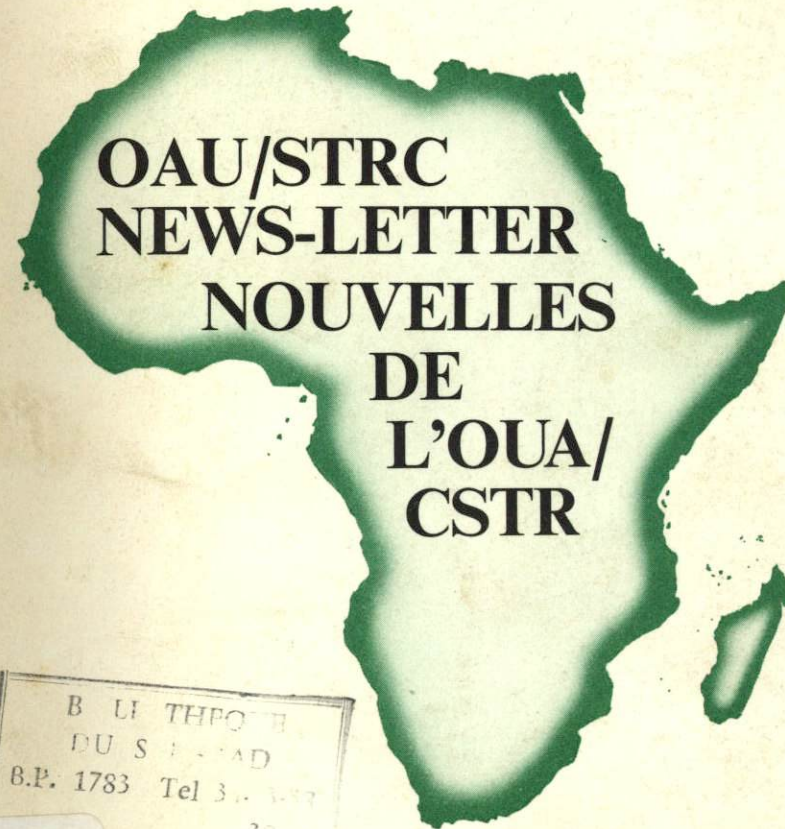 OAU/STRC
NEWS-LETTER
NOUVELLES
DE
L'OUA/
CSTR
DU S
B.P. 1783 Tel